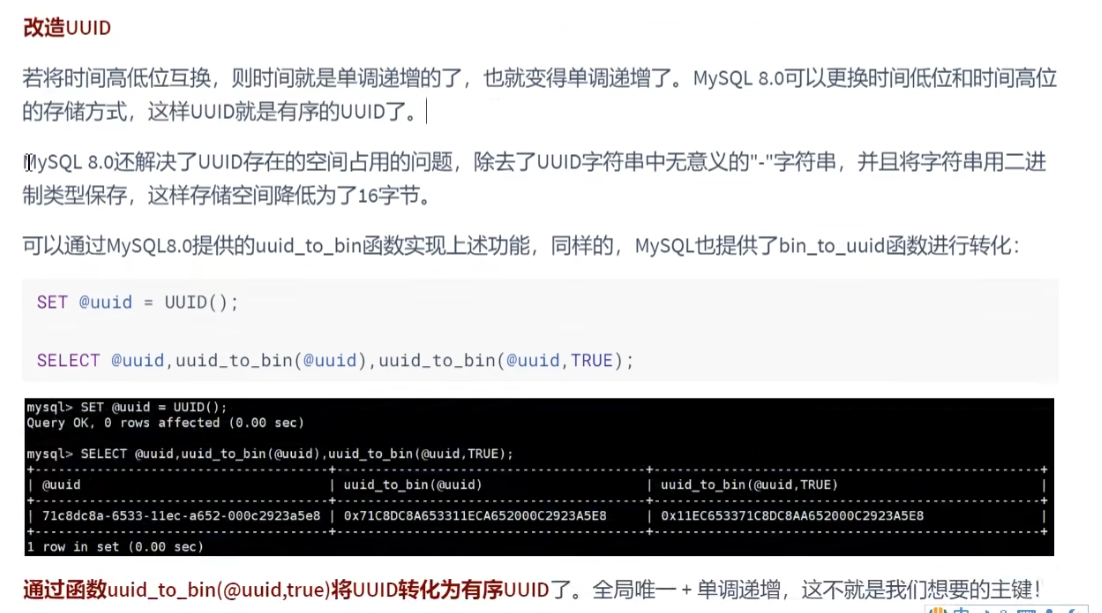 改造UUID
若将时间高低位互换，则时间就是单调递增的了，也就变得单调递增了。MySQL 8.0可以更换时间低位和时间高位
的存储方式，这样UUID就是有序的UUID了。
MySQL 8.0还解决了UUID存在的空间占用的问题，除去了UUID字符串中无意义的"-"字符串，并且将字符串用二进
制类型保存，这样存储空间降低为了16字节。
可以通过MySQL8.0提供的uuid_to_bin函数实现上述功能，同样的，MySQL也提供了bin_to_uuid函数进行转化：
SET @uuid = UUID();
SELECT @uuid,uuid_to_bin(@uuid),uuid_to_bin(@uuid,TRUE);
mysql> SET @uuid = UUID();
Query OK, 0 rows affected (0.00 sec)
mysql> SELECT @uuid,uuid_to_bin(@uuid),uuid_to_bin(@uuid,TRUE);
| @uuid | uuid_to_bin(@uuid) | uuid_to_bin(@uuid,TRUE) |
| 71c8dc8a-6533-11ec-a652-000c2923a5e8 | 0x71C8DC8A653311ECA652000C2923A5E8 | 0x11EC653371C8DC8AA652000C2923A5E8 |
1 row in set (0.00 sec)
通过函数uuid_to_bin(@uuid,true)将UUID转化为有序UUID了。全局唯一 + 单调递增，这不就是我们想要的主键！